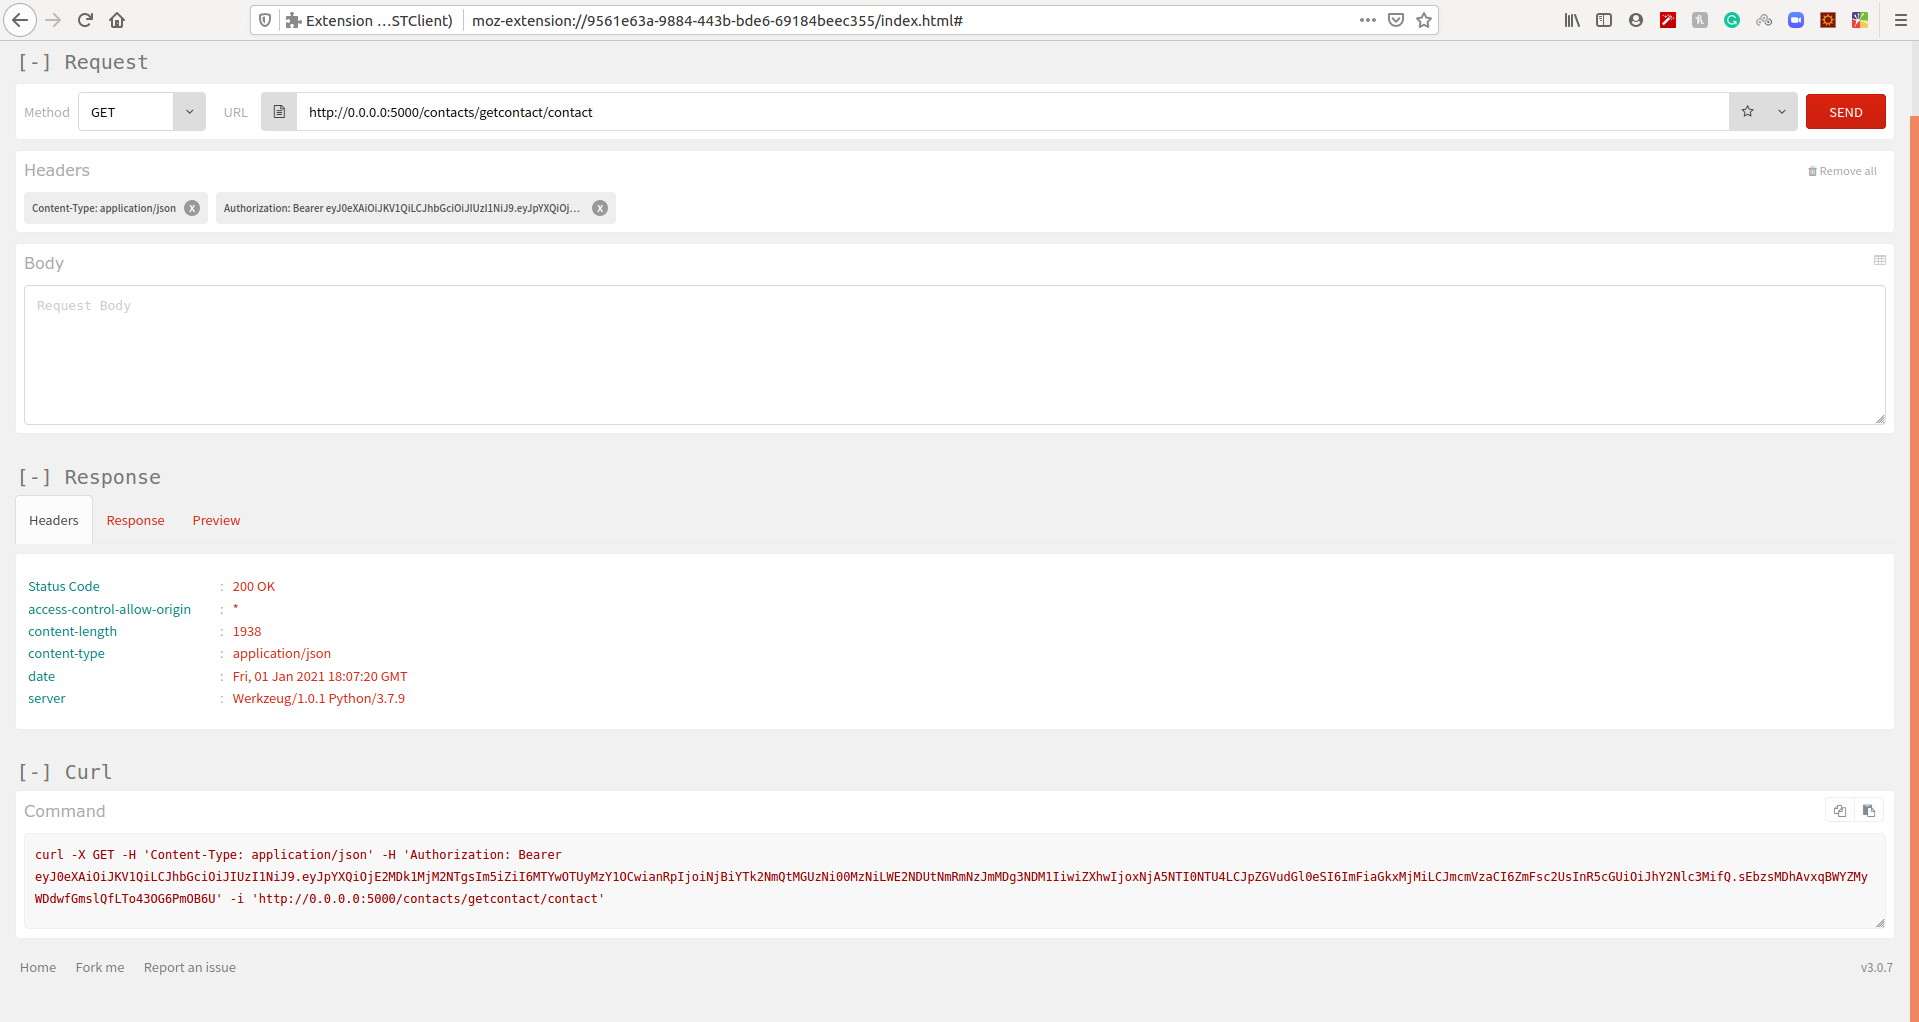 Extension ...STClient) moz-extension://9561e63a-9884-443b-bde6-69184beec355/index.html#
[-] Request
Method GET URL http://0.0.0.0:5000/contacts/getcontact/contact SEND
Headers Remove all
Content-Type: application/json x Authorization: Bearer eyJ0eXAiOiJKV1QiLCJhbGciOiJIUzI1NiJ9.eyJpYXQiOj... x
Body
Request Body
[-] Response
Headers Response Preview
Status Code : 200 OK
access-control-allow-origin : *
content-length : 1938
content-type : application/json
date : Fri, 01 Jan 2021 18:07:20 GMT
server : Werkzeug/1.0.1 Python/3.7.9
[-] Curl
Command
curl -X GET -H 'Content-Type: application/json' -H 'Authorization: Bearer
eyJ0eXAiOiJKV1QiLCJhbGciOiJIUzI1NiJ9.eyJpYXQiOjE2MDk1MjM2NTgsIm5iZiI6MTYwOTUyMzY1OCwianRpIjoiNjBiYTk2NmQtMGUzNi00MzNiLWE2NDUtNmRmNzJmMDg3NDM1IiwiZXhwIjoxNjA5NTI0NTU4LCJpZGVudGl0eSI6ImFiaGkxMjMiLCJmcmVzaCI6ZmFsc2UsInR5cGUiOiJhY2Nlc3MifQ.sEbzsMDhAvxqBWYZMy
WDdwfGmslQfLTo43OG6PmOB6U' -i 'http://0.0.0.0:5000/contacts/getcontact/contact'
Home Fork me Report an issue v3.0.7